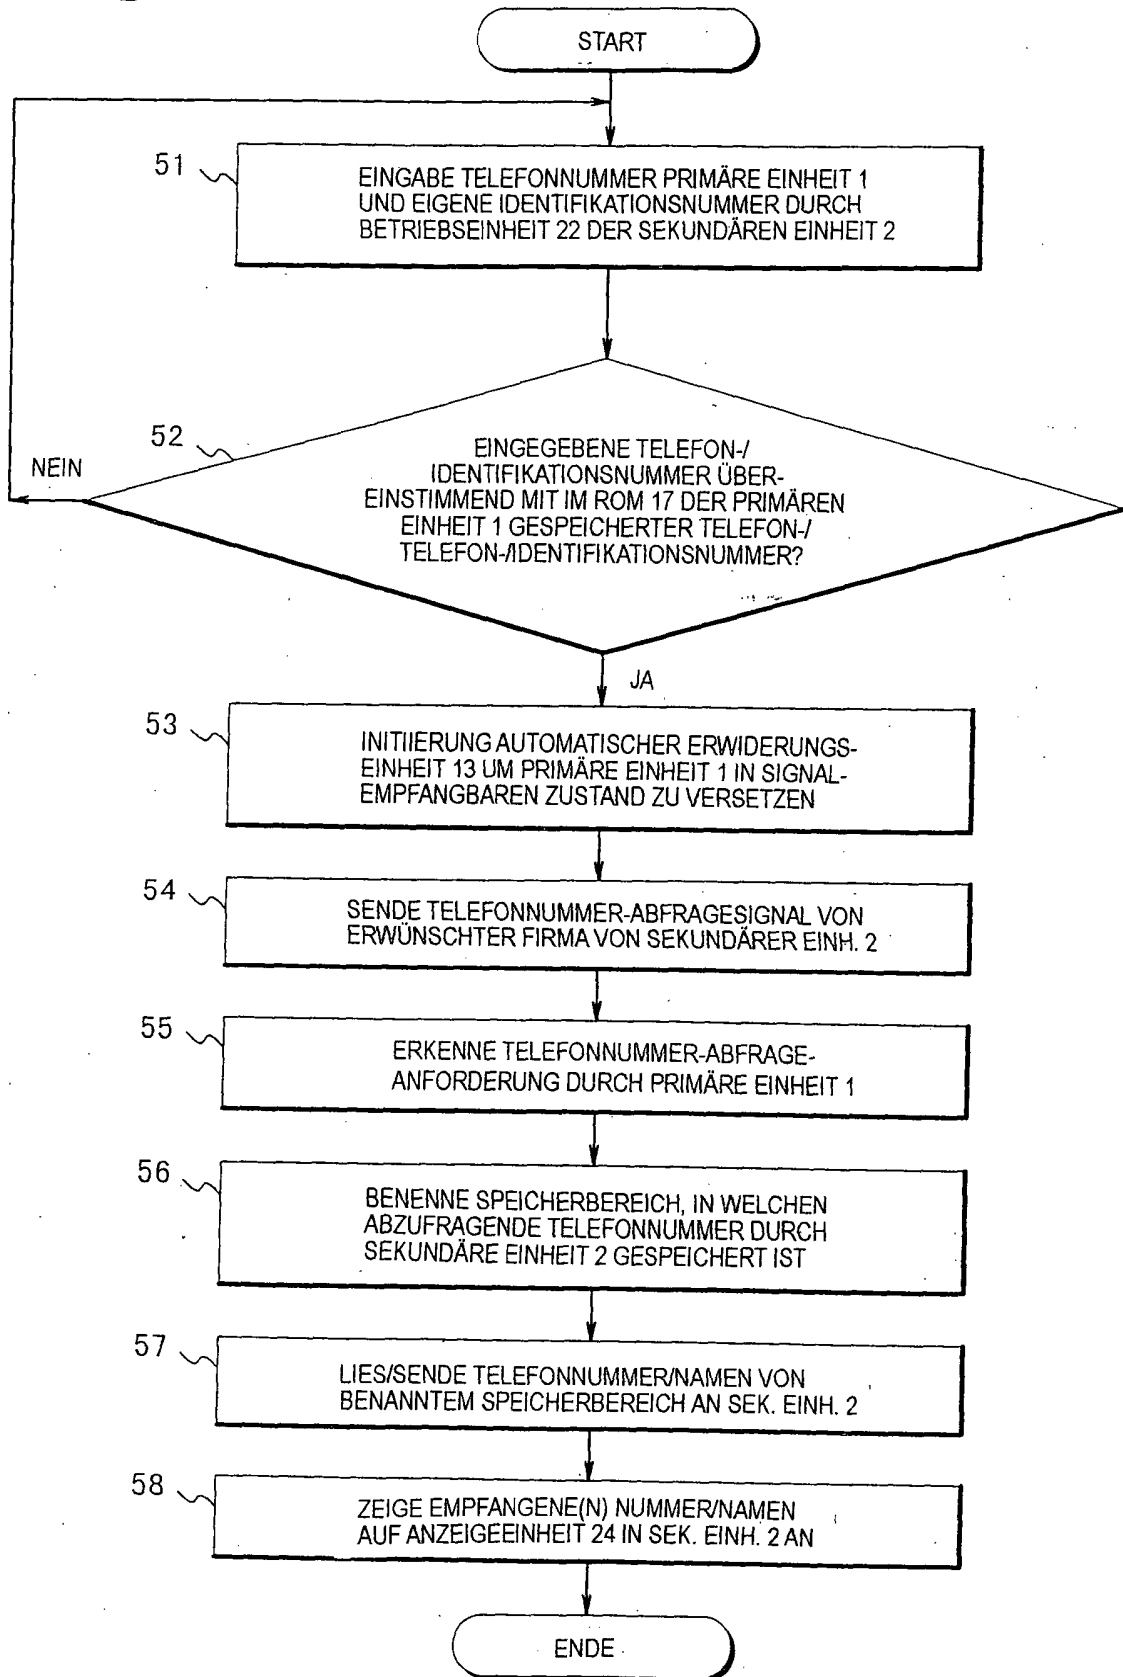 START
51
EINGABE TELEFONNUMMER PRIMÄRE EINHEIT 1
UND EIGENE IDENTIFIKATIONSNUMMER DURCH
BETRIEBSEINHEIT 22 DER SEKUNDÄREN EINHEIT 2
52
NEIN
EINGEGEBENE TELEFON-/
IDENTIFIKATIONSNUMMER ÜBER-
EINSTIMMEND MIT IM ROM 17 DER PRIMÄREN
EINHEIT 1 GESPEICHERTER TELEFON-/
TELEFON-/IDENTIFIKATIONSNUMMER?
JA
53
INITIIERUNG AUTOMATISCHER ERWIDERUNGS-
EINHEIT 13 UM PRIMÄRE EINHEIT 1 IN SIGNAL-
EMPFANGBAREN ZUSTAND ZU VERSETZEN
54
SENDE TELEFONNUMMER-ABFRAGESIGNAL VON
ERWÜNSCHTER FIRMA VON SEKUNDÄRER EINH. 2
55
ERKENNE TELEFONNUMMER-ABFRAGE-
ANFORDERUNG DURCH PRIMÄRE EINHEIT 1
56
BENENNE SPEICHERBEREICH, IN WELCHEN
ABZUFRAGENDE TELEFONNUMMER DURCH
SEKUNDÄRE EINHEIT 2 GESPEICHERT IST
57
LIES/SENDE TELEFONNUMMER/NAMEN VON
BENANNTEM SPEICHERBEREICH AN SEK. EINH. 2
58
ZEIGE EMPFANGENE(N) NUMMER/NAMEN
AUF ANZEIGEEINHEIT 24 IN SEK. EINH. 2 AN
ENDE